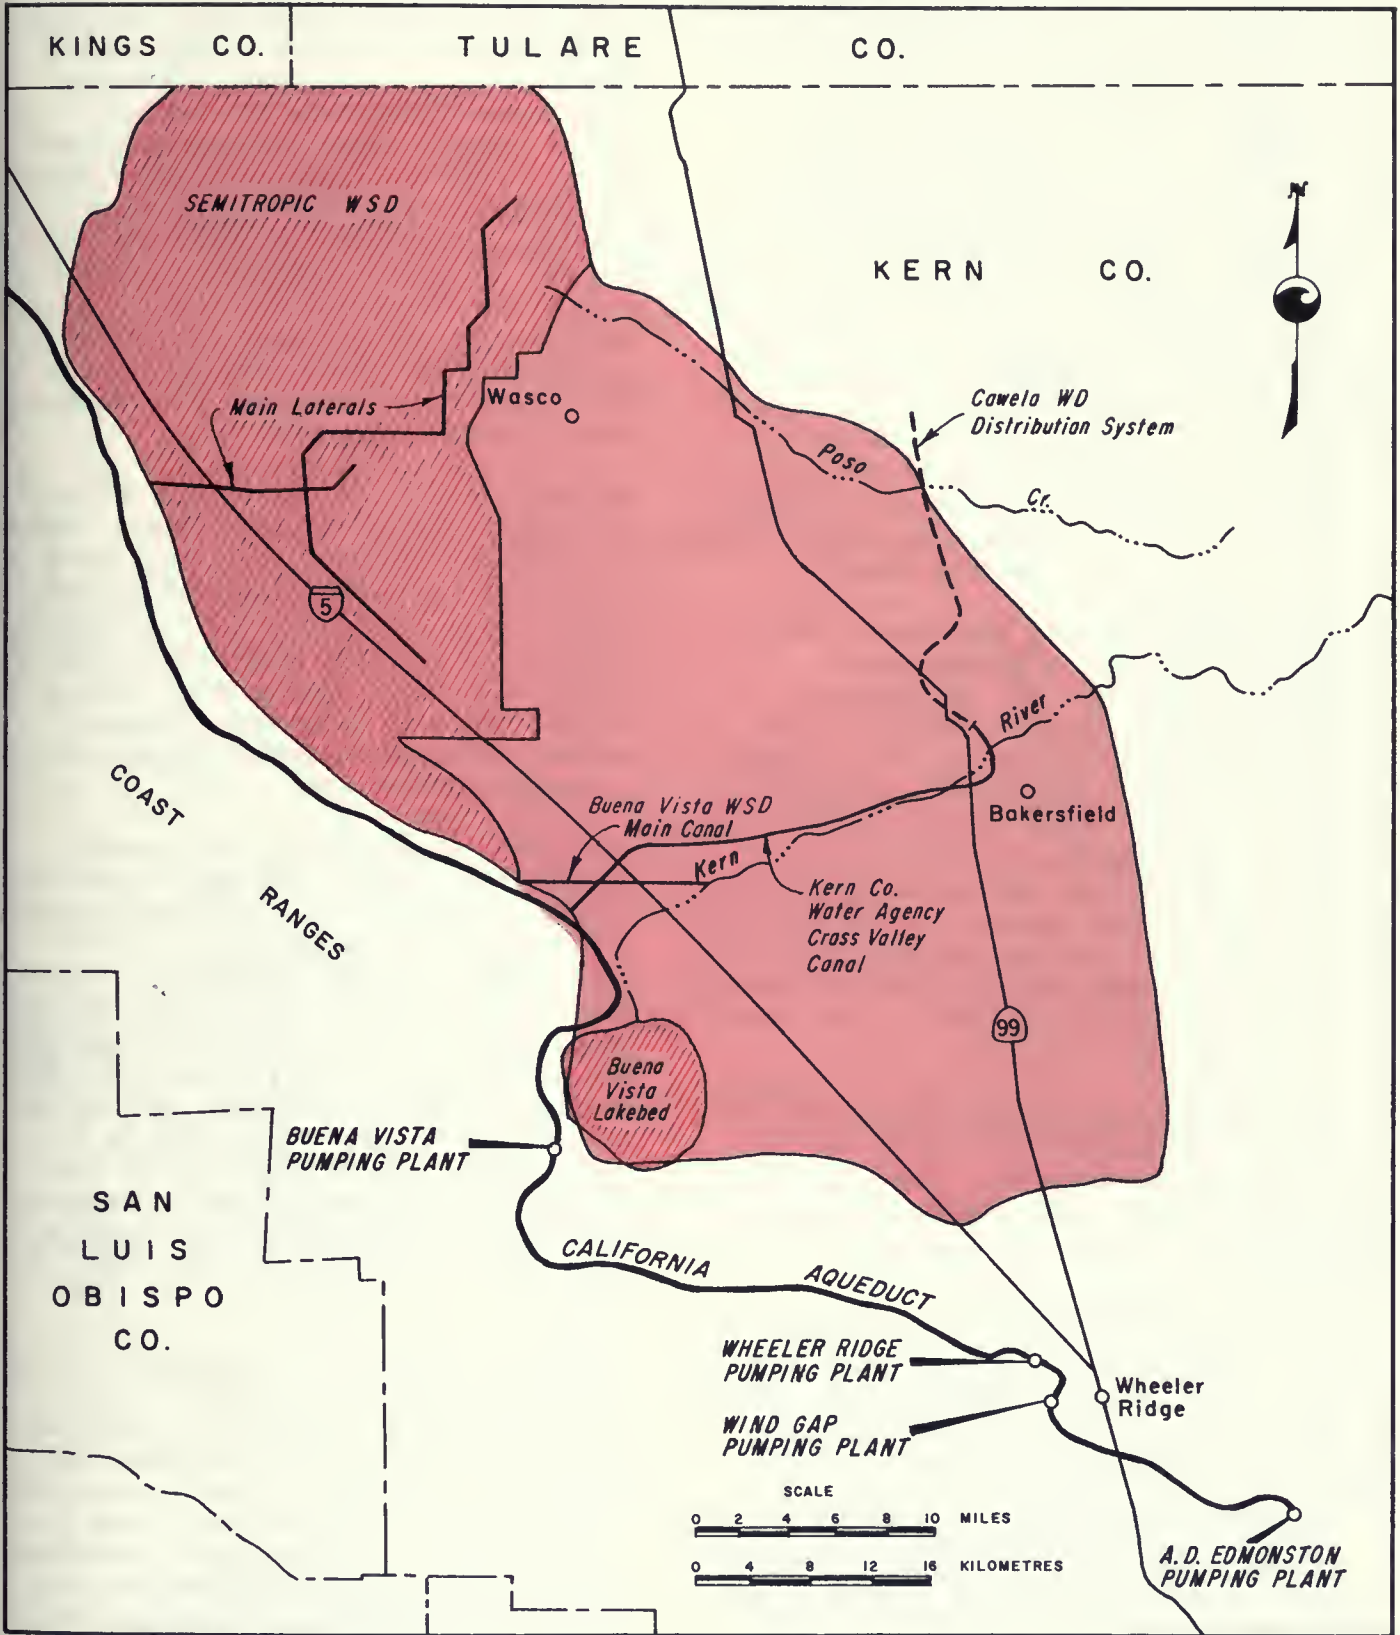 KINGS CO.
TULARE CO.
SEMITROPIC WSD
N
KERN CO.
Main Laterals
Wasco
Cawelo WD
Distribution System
Poso
Cr.
5
River
COAST
RANGES
Buena Vista WSD
Main Canal
Bakersfield
Kern
Kern Co.
Water Agency
Cross Valley
Canal
99
Buena
Vista
Lakebed
BUENA VISTA
PUMPING PLANT
SAN
LUIS
OBISPO
CO.
CALIFORNIA AQUEDUCT
WHEELER RIDGE
PUMPING PLANT
Wheeler
Ridge
WIND GAP
PUMPING PLANT
SCALE
0 2 4 6 8 10 MILES
0 4 8 12 16 KILOMETRES
A.D. EDMONSTON
PUMPING PLANT